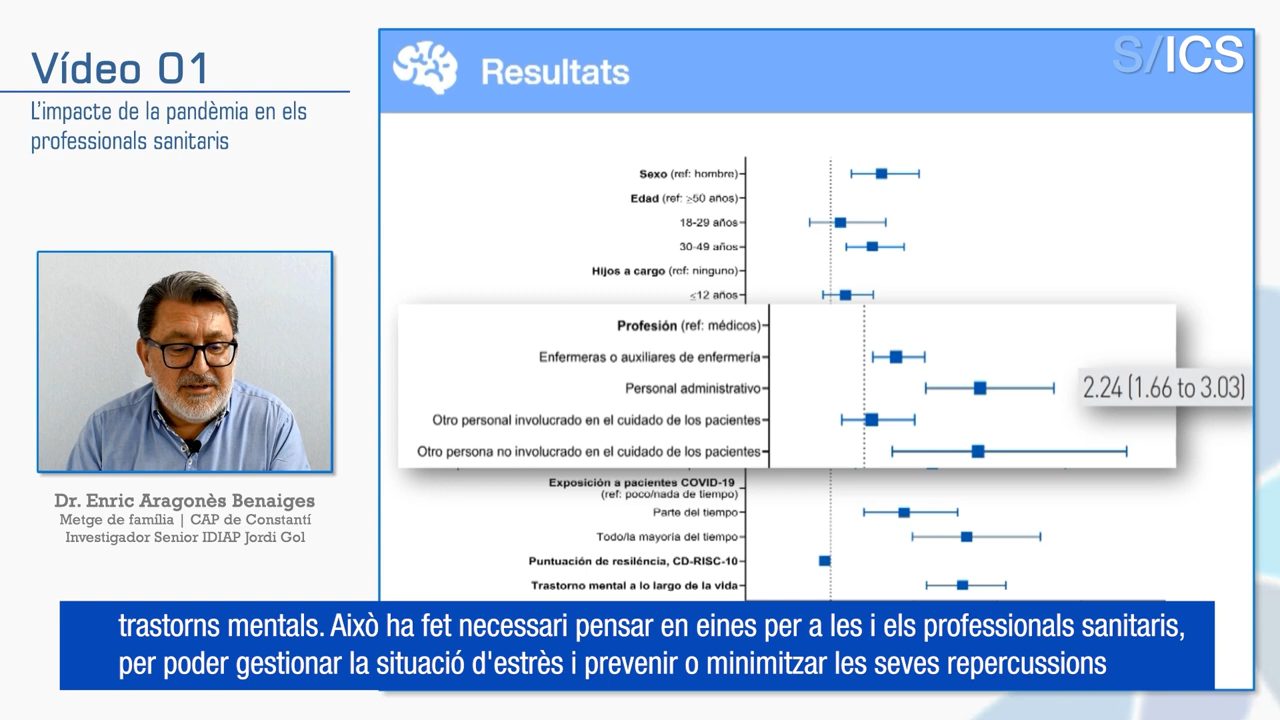 Vídeo 01
L'impacte de la pandèmia en els
professionals sanitaris
Dr. Enric Aragonès Benaiges
Metge de família | CAP de Constantí
Investigador Senior IDIAP Jordi Gol
S/ICS
Resultats
Sexo (ref: hombre)
Edad (ref: ≥50 años)
18-29 años
30-49 años
Hijos a cargo (ref: ninguno)
≤12 años
Profesión (ref: médicos)
Enfermeras o auxiliares de enfermería
Personal administrativo
2.24 (1.66 to 3.03)
Otro personal involucrado en el cuidado de los pacientes
Otro persona no involucrado en el cuidado de los pacientes
Exposición a pacientes COVID-19
(ref: poco/nada de tiempo)
Parte del tiempo
Todo/la mayoría del tiempo
Puntuación de resiléncia, CD-RISC-10
Trastorno mental a lo largo de la vida
trastorns mentals. Això ha fet necessari pensar en eines per a les i els professionals sanitaris,
per poder gestionar la situació d'estrès i prevenir o minimitzar les seves repercussions